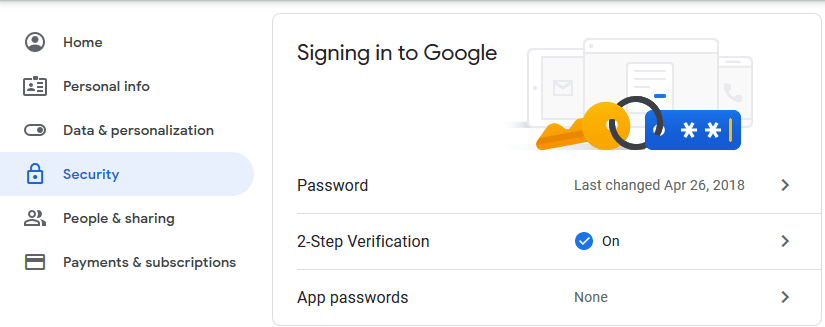 Home
Personal info
Data & personalization
Security
People & sharing
Payments & subscriptions
Signing in to Google
**
Password Last changed Apr 26, 2018
2-Step Verification On
App passwords None